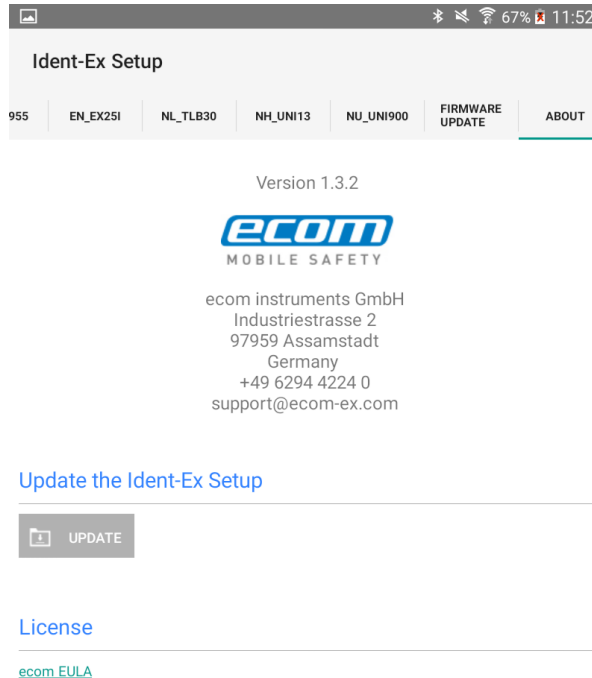 67% 11:52
Ident-Ex Setup
955 EN_EX25I NL_TLB30 NH_UNI13 NU_UNI900 FIRMWARE UPDATE ABOUT
Version 1.3.2
ecom
MOBILE SAFETY
ecom instruments GmbH
Industriestrasse 2
97959 Assamstadt
Germany
+49 6294 4224 0
support@ecom-ex.com
Update the Ident-Ex Setup
UPDATE
License
ecom EULA